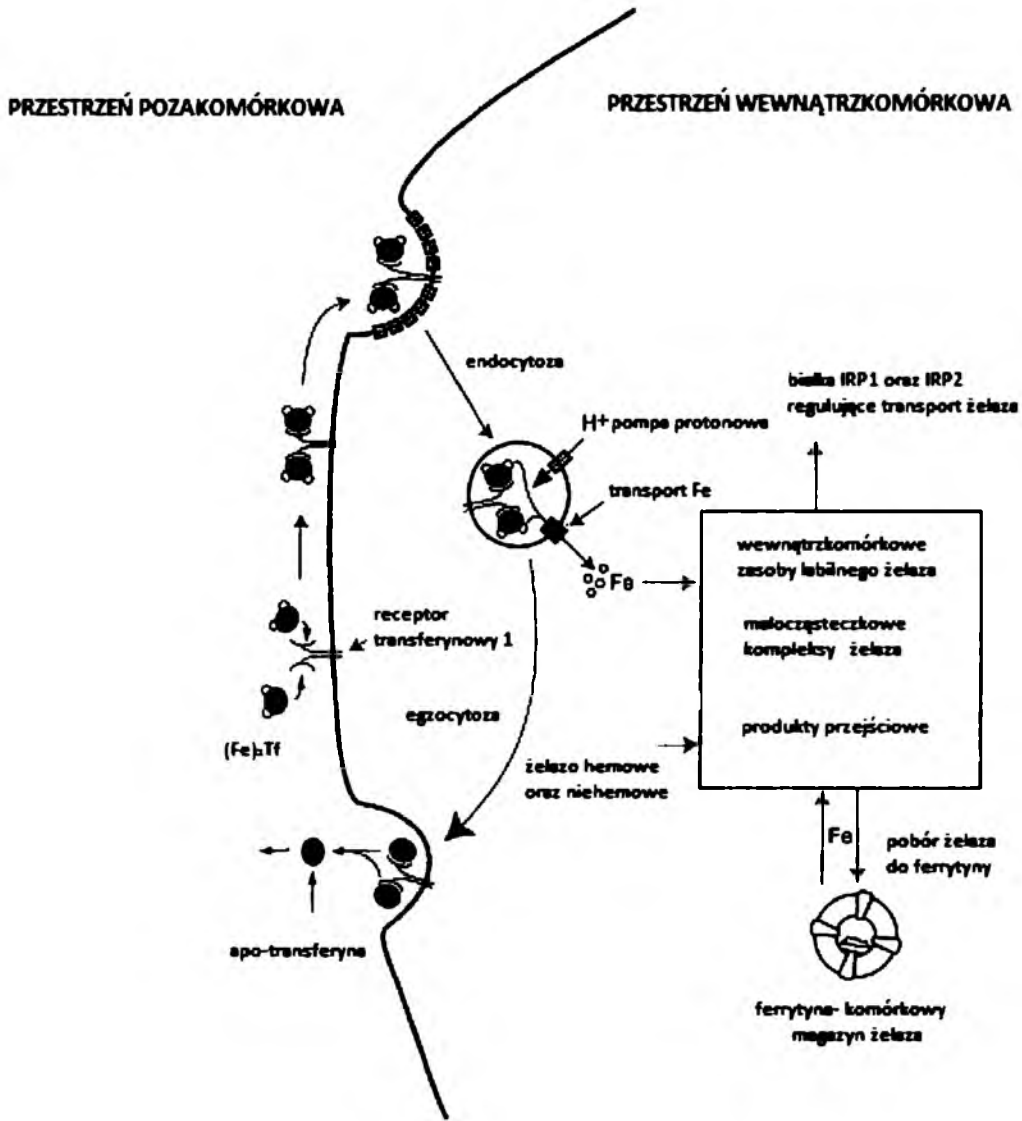 PRZESTRZEŃ POZAKOMÓRKOWA
PRZESTRZEŃ WEWNĄTRZKOMÓRKOWA
endocytoza
białka IRP1 oraz IRP2
regulujące transport żelaza
H+ pompa protonowa
transport Fe
Fe
wewnątrzkomórkowe
zasoby labilnego żelaza
małocząsteczkowe
kompleksy żelaza
produkty przejściowe
receptor
transferynowy 1
(Fe)₂Tf
egzocytoza
żelazo hemowe
oraz niehemowe
Fe
pobór żelaza
do ferrytyny
apo-transferyna
ferrytyna- komórkowy
magazyn żelaza